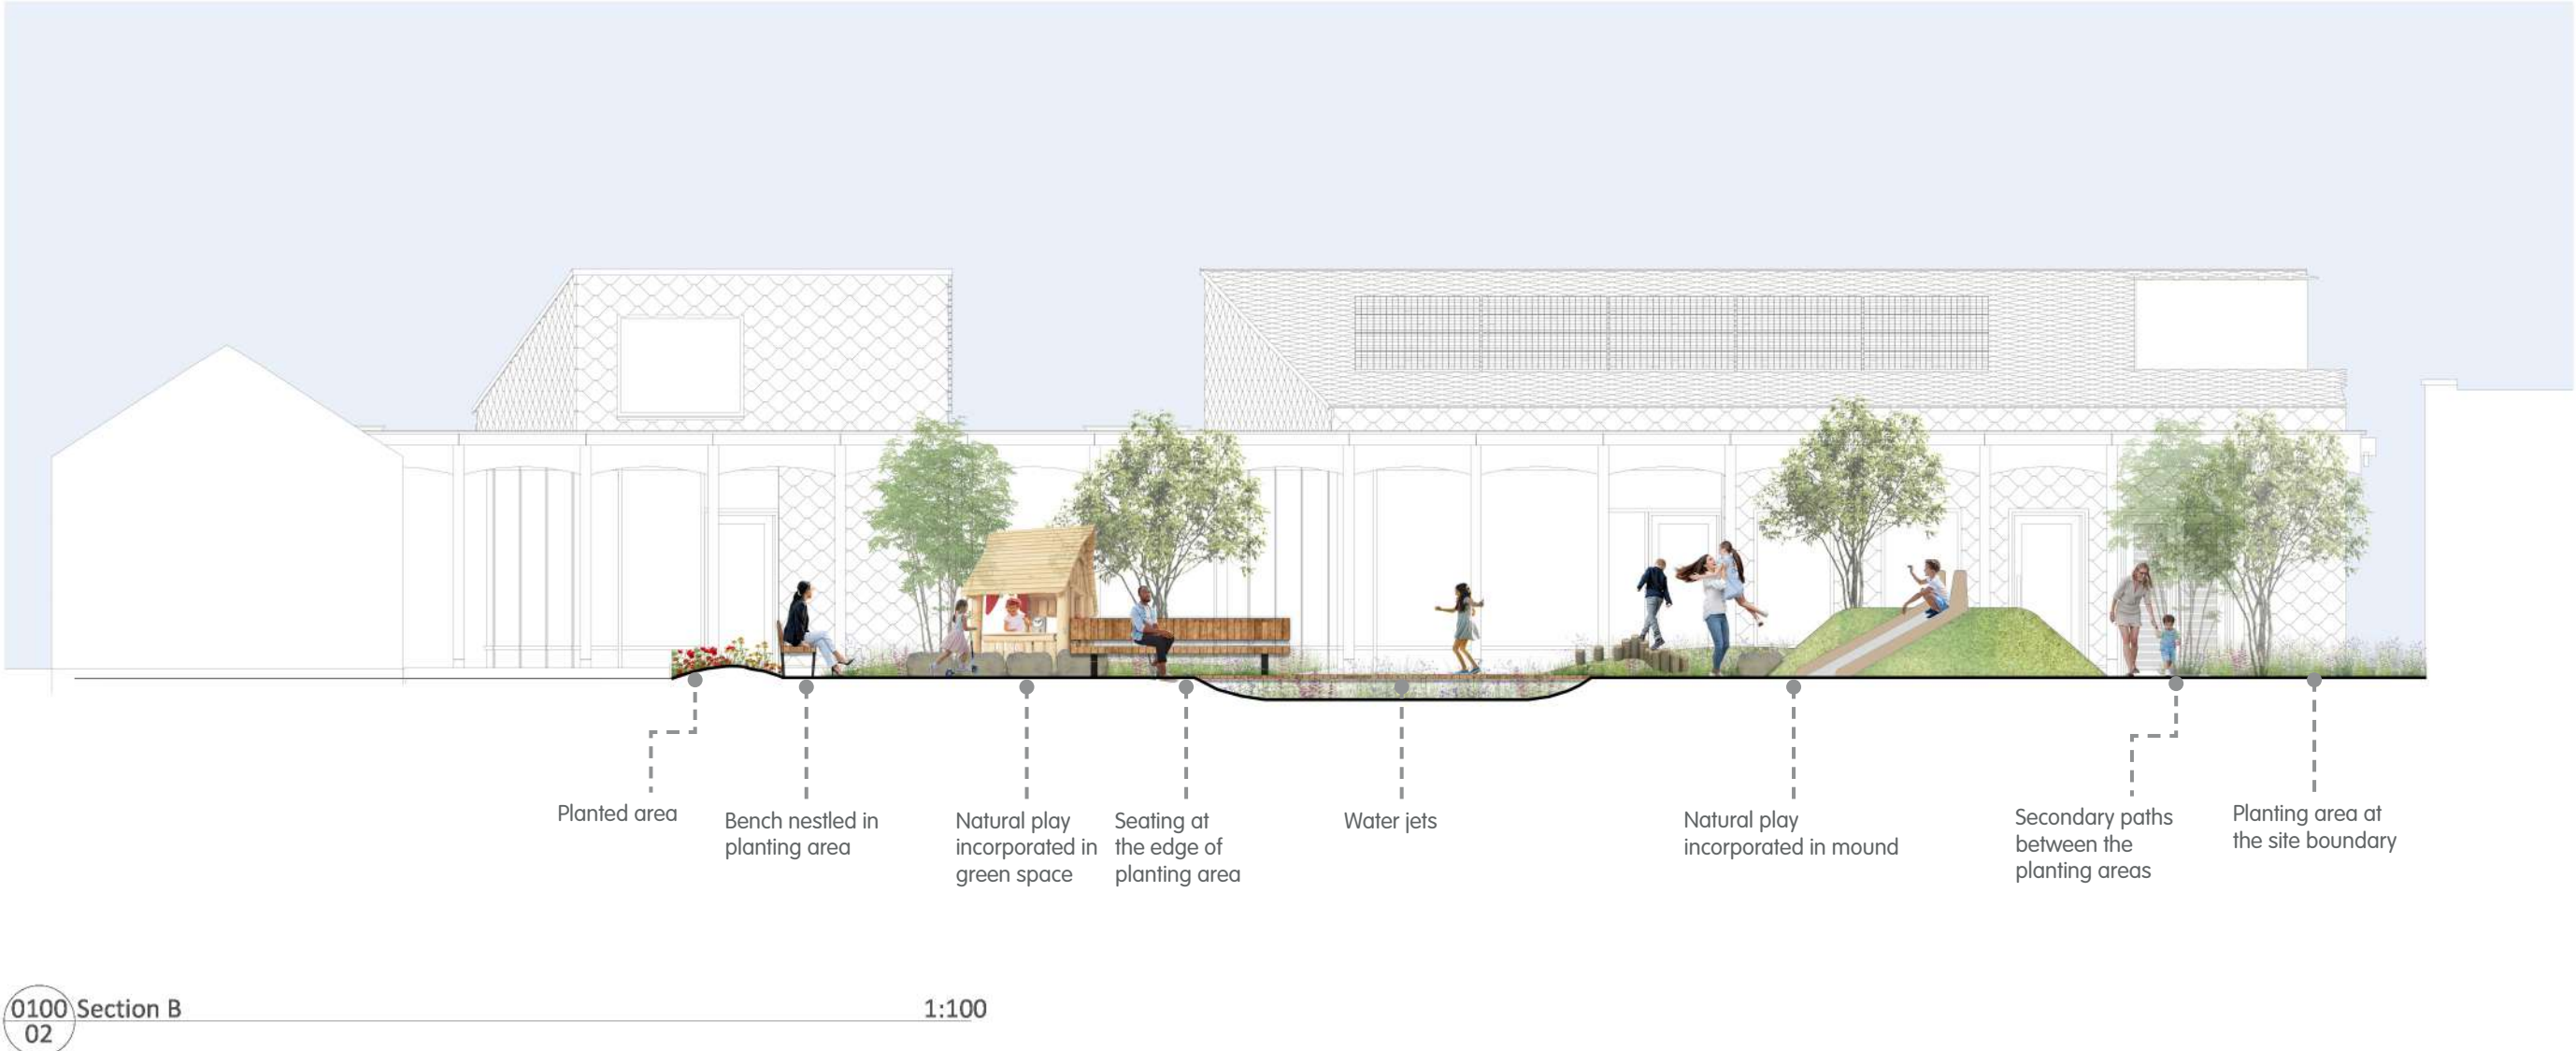 Planted area
Bench nestled in
planting area
Natural play
incorporated in
green space
Seating at
the edge of
planting area
Water jets
Natural play
incorporated in mound
Secondary paths
between the
planting areas
Planting area at
the site boundary
0100 Section B 1:100
02